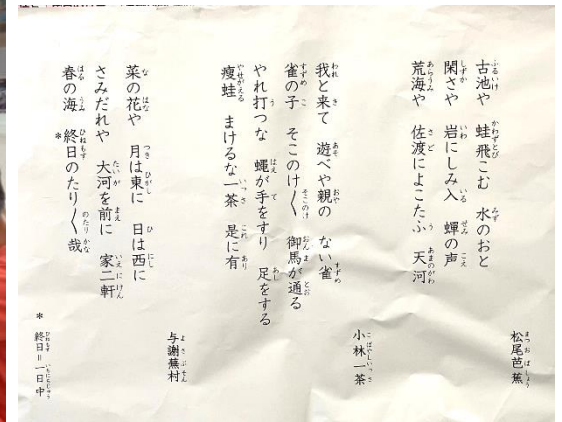 古池や 蛙飛こむ 水のおと
閑さや 岩にしみ入る 蟬の声
荒海や 佐渡によこたふ 天河
松尾芭蕉
我と来て 遊べや親の ない雀
雀の子 そこのけ〱 御馬が通る
やれ打つな 蠅が手をすり 足をする
痩蛙 まけるな一茶 是に有
小林一茶
菜の花や 月は東に 日は西に
さみだれや 大河を前に 家二軒
春の海 *終日のたり〱哉
与謝蕪村
*終日=一日中